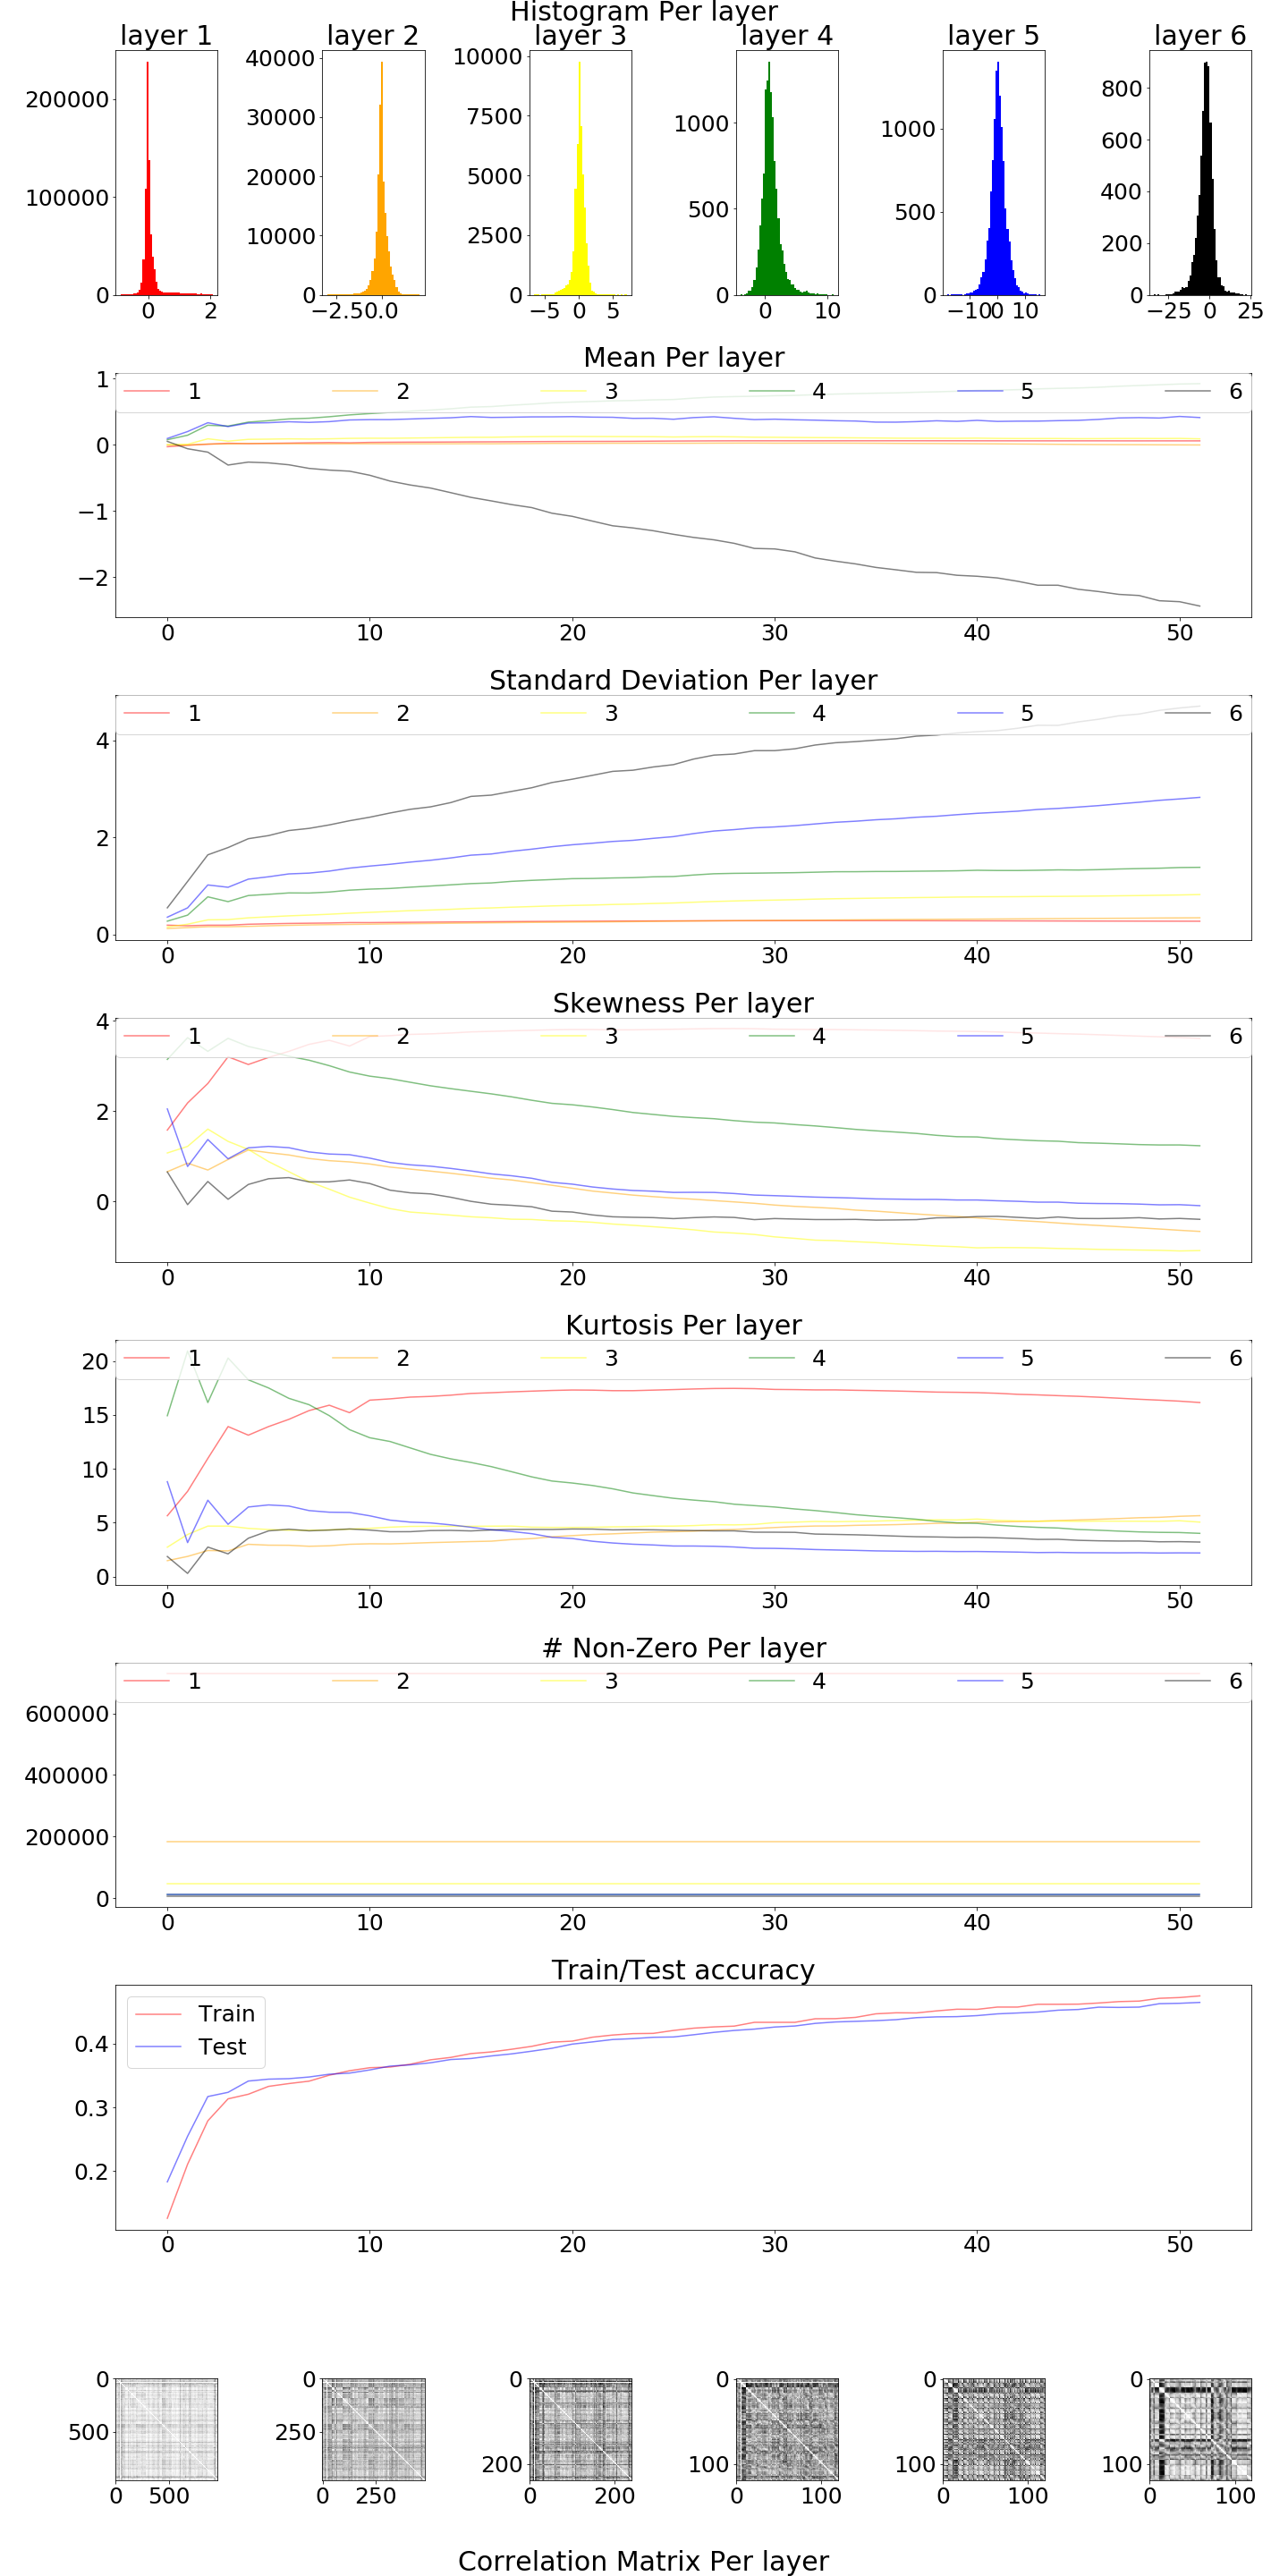 Histogram Per layer
layer 1 layer 2 layer 3 layer 4 layer 5 layer 6
200000
100000
0
0 2
40000
30000
20000
10000
0
−2.5 0.0
10000
7500
5000
2500
0
−5 0 5
1000
500
0
0 10
1000
500
0
−10 0 10
800
600
400
200
0
−25 0 25
Mean Per layer
1 2 3 4 5 6
1
0
−1
−2
0 10 20 30 40 50
Standard Deviation Per layer
1 2 3 4 5 6
4
2
0
0 10 20 30 40 50
Skewness Per layer
1 2 3 4 5 6
4
2
0
0 10 20 30 40 50
Kurtosis Per layer
1 2 3 4 5 6
20
15
10
5
0
0 10 20 30 40 50
# Non-Zero Per layer
1 2 3 4 5 6
600000
400000
200000
0
0 10 20 30 40 50
Train/Test accuracy
Train
Test
0.4
0.3
0.2
0 10 20 30 40 50
0
500
0 500
0
250
0 250
0
200
0 200
0
100
0 100
0
100
0 100
0
100
0 100
Correlation Matrix Per layer